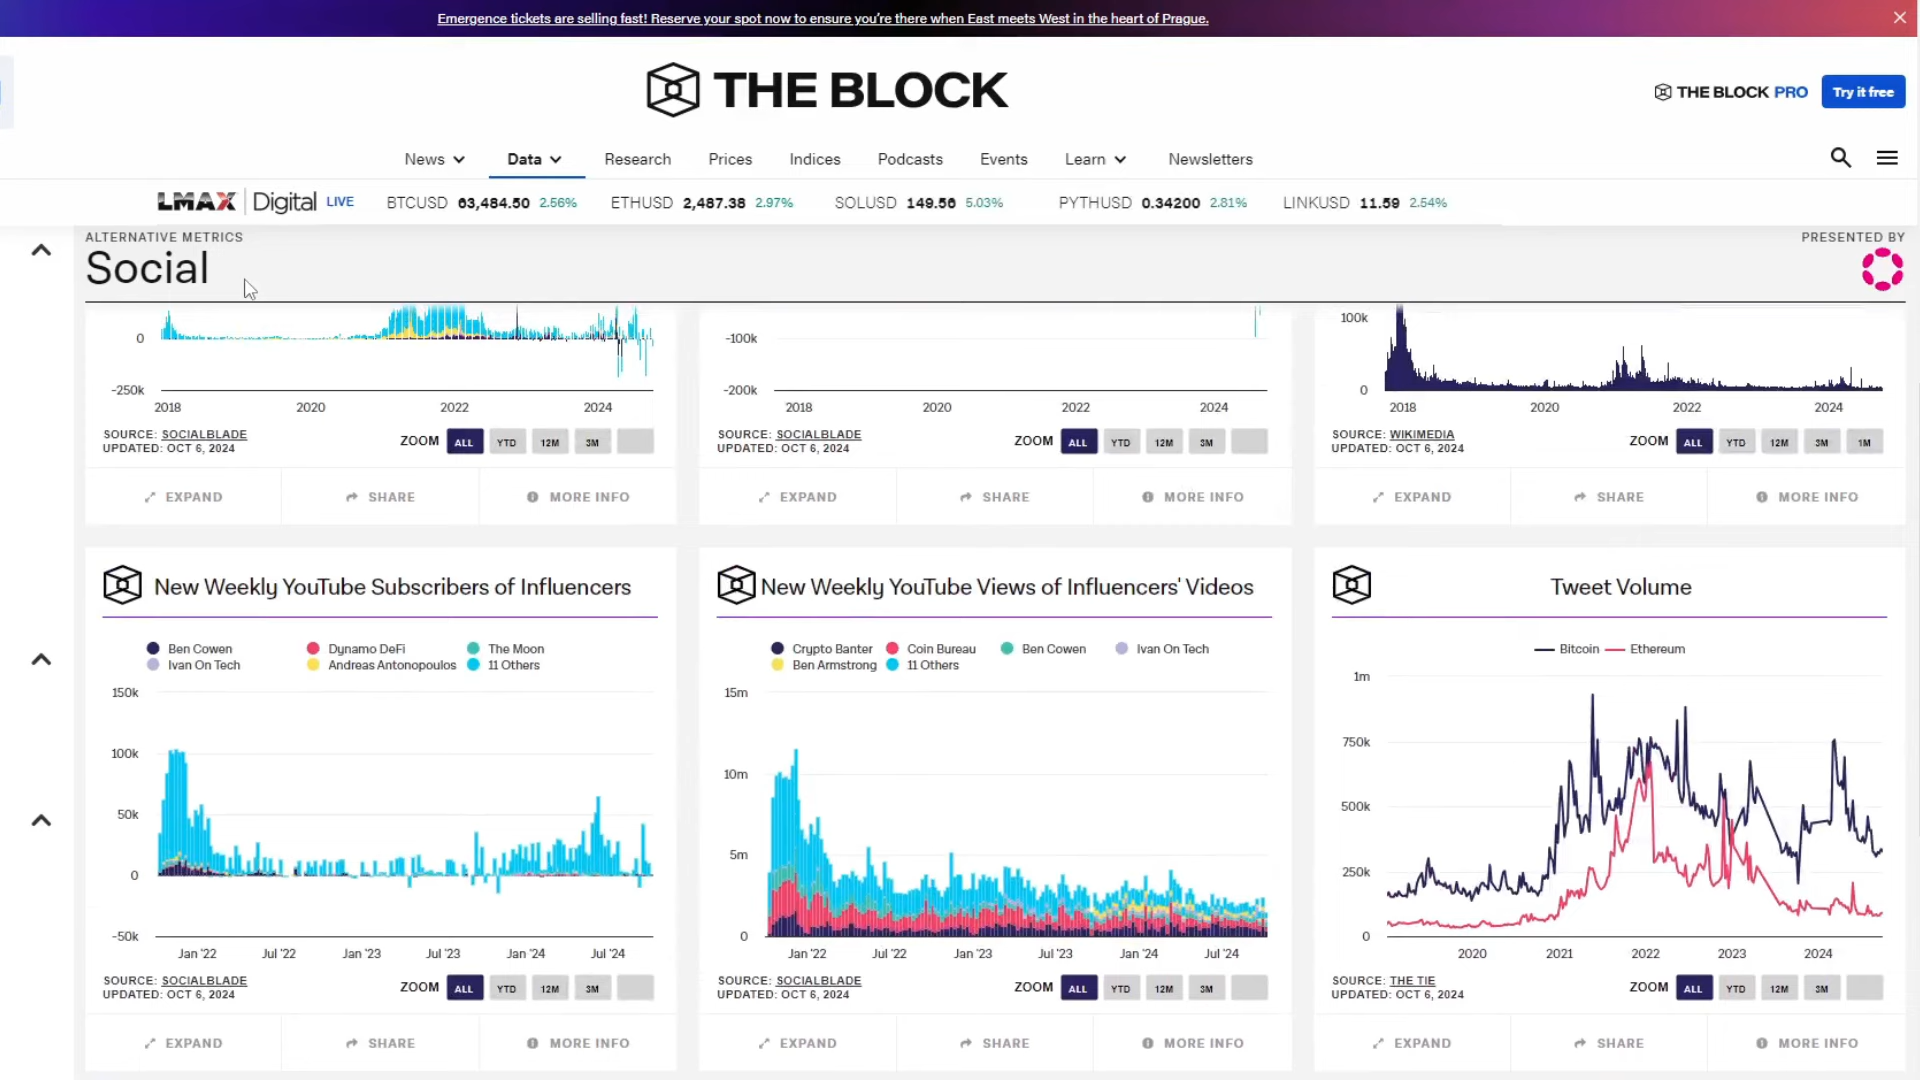 Emergence tickets are selling fast! Reserve your spot now to ensure you're there when East meets West in the heart of Prague.
THE BLOCK
THE BLOCK PRO
Try it free
News Data Research Prices Indices Podcasts Events Learn Newsletters
LMAX Digital LIVE BTCUSD 63,484.50 2.56% ETHUSD 2,487.38 2.97% SOLUSD 149.56 5.03% PYTHUSD 0.34200 2.81% LINKUSD 11.59 2.54%
ALTERNATIVE METRICS
Social
PRESENTED BY
0
-250k
2018 2020 2022 2024
SOURCE: SOCIALBLADE
UPDATED: OCT 6, 2024
ZOOM ALL YTD 12M 3M
EXPAND SHARE MORE INFO
-100k
-200k
2018 2020 2022 2024
SOURCE: SOCIALBLADE
UPDATED: OCT 6, 2024
ZOOM ALL YTD 12M 3M
EXPAND SHARE MORE INFO
100k
0
2018 2020 2022 2024
SOURCE: WIKIMEDIA
UPDATED: OCT 6, 2024
ZOOM ALL YTD 12M 3M 1M
EXPAND SHARE MORE INFO
New Weekly YouTube Subscribers of Influencers
Ben Cowen Dynamo DeFi The Moon
Ivan On Tech Andreas Antonopoulos 11 Others
150k
100k
50k
0
-50k
Jan '22 Jul '22 Jan '23 Jul '23 Jan '24 Jul '24
SOURCE: SOCIALBLADE
UPDATED: OCT 6, 2024
ZOOM ALL YTD 12M 3M
EXPAND SHARE MORE INFO
New Weekly YouTube Views of Influencers' Videos
Crypto Banter Coin Bureau Ben Cowen Ivan On Tech
Ben Armstrong 11 Others
15m
10m
5m
0
Jan '22 Jul '22 Jan '23 Jul '23 Jan '24 Jul '24
SOURCE: SOCIALBLADE
UPDATED: OCT 6, 2024
ZOOM ALL YTD 12M 3M
EXPAND SHARE MORE INFO
Tweet Volume
Bitcoin Ethereum
1m
750k
500k
250k
0
2020 2021 2022 2023 2024
SOURCE: THE TIE
UPDATED: OCT 6, 2024
ZOOM ALL YTD 12M 3M
EXPAND SHARE MORE INFO